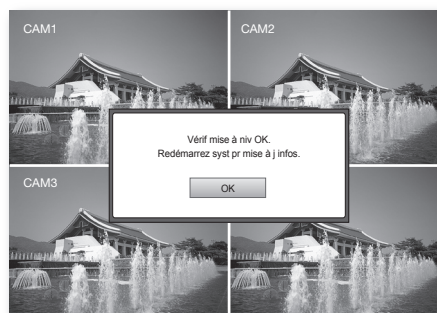 CAM1
CAM2
Vérif mise à niv OK.
Redémarrez syst pr mise à j infos.
OK
CAM3